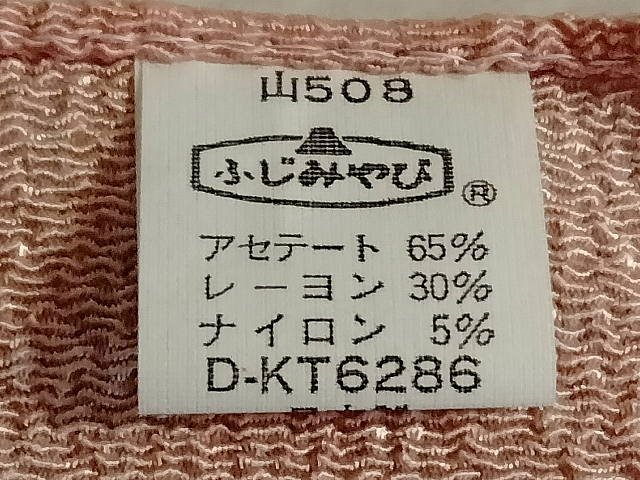 山508
ふじみやび
®
アセテート 65%
レーヨン 30%
ナイロン 5%
D-KT6286